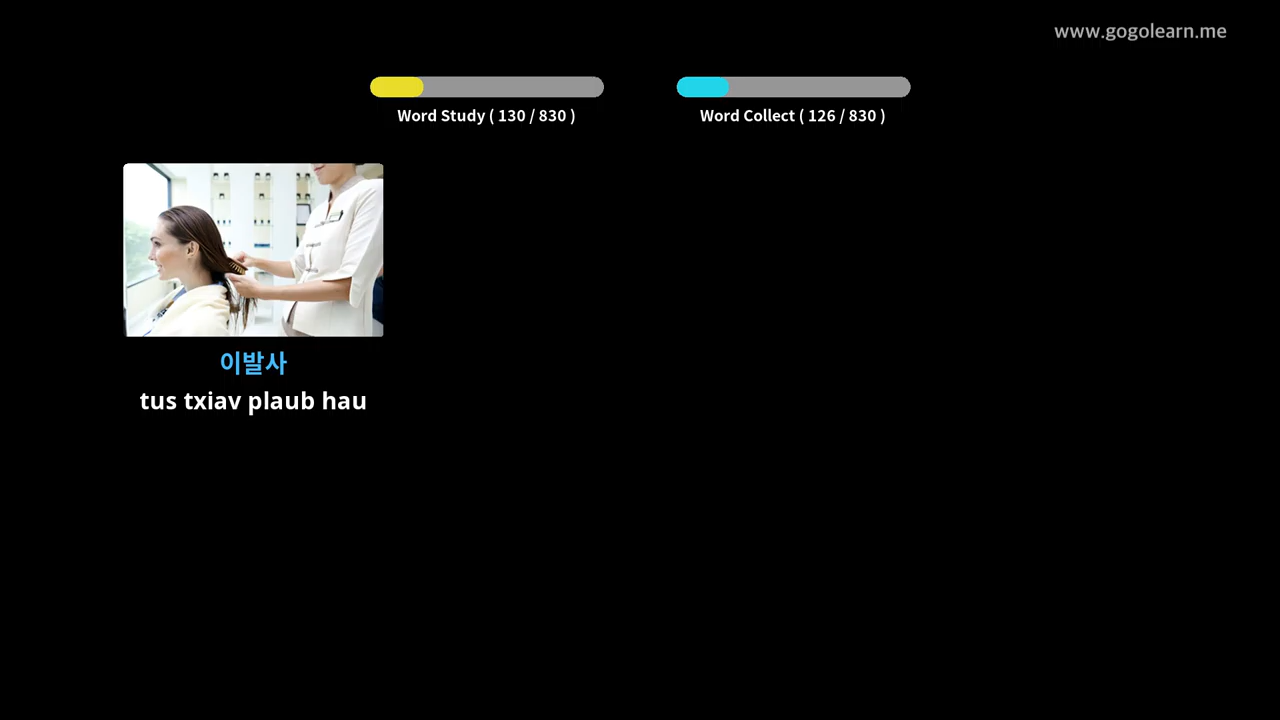 www.gogolearn.me
Word Study ( 130 / 830 )
Word Collect ( 126 / 830 )
이발사
tus txiav plaub hau